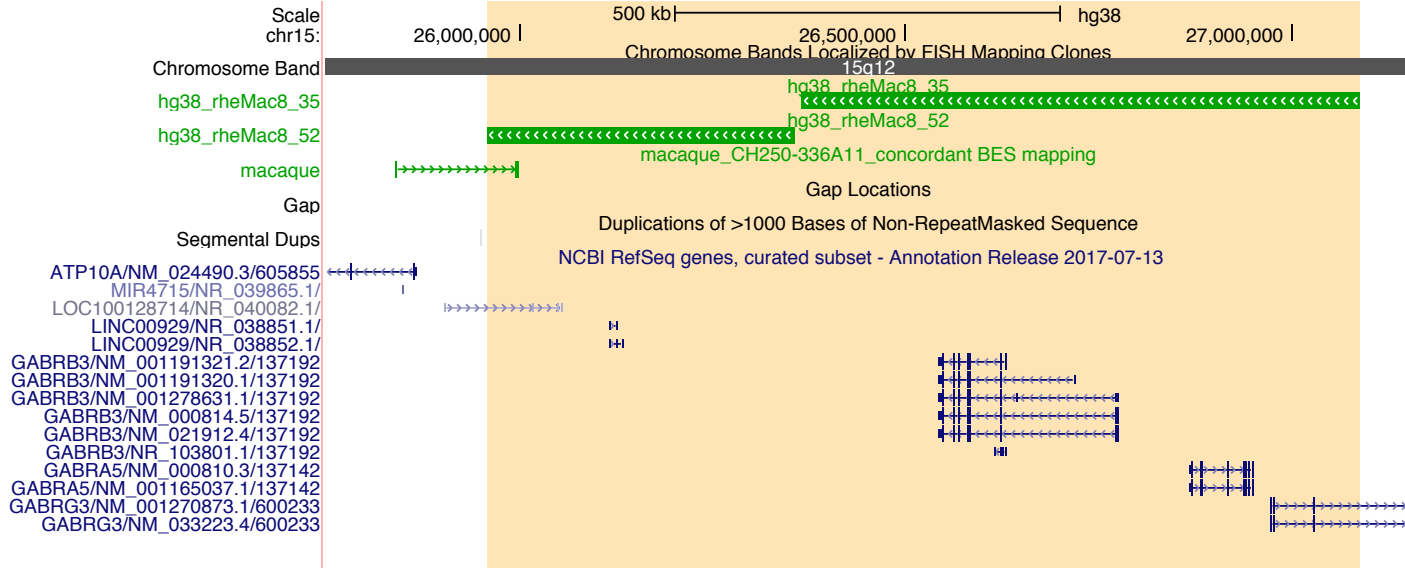 Scale 500 kb hg38
chr15: 26,000,000 26,500,000 27,000,000
Chromosome Bands Localized by FISH Mapping Clones
Chromosome Band 15q12
hg38_rheMac8_35
hg38_rheMac8_35
hg38_rheMac8_52
hg38_rheMac8_52
macaque_CH250-336A11_concordant BES mapping
macaque
Gap Locations
Gap
Duplications of >1000 Bases of Non-RepeatMasked Sequence
Segmental Dups
NCBI RefSeq genes, curated subset - Annotation Release 2017-07-13
ATP10A/NM_024490.3/605855
MIR4715/NR_039865.1/
LOC100128714/NR_040082.1/
LINC00929/NR_038851.1/
LINC00929/NR_038852.1/
GABRB3/NM_001191321.2/137192
GABRB3/NM_001191320.1/137192
GABRB3/NM_001278631.1/137192
GABRB3/NM_000814.5/137192
GABRB3/NM_021912.4/137192
GABRB3/NR_103801.1/137192
GABRA5/NM_000810.3/137142
GABRA5/NM_001165037.1/137142
GABRG3/NM_001270873.1/600233
GABRG3/NM_033223.4/600233